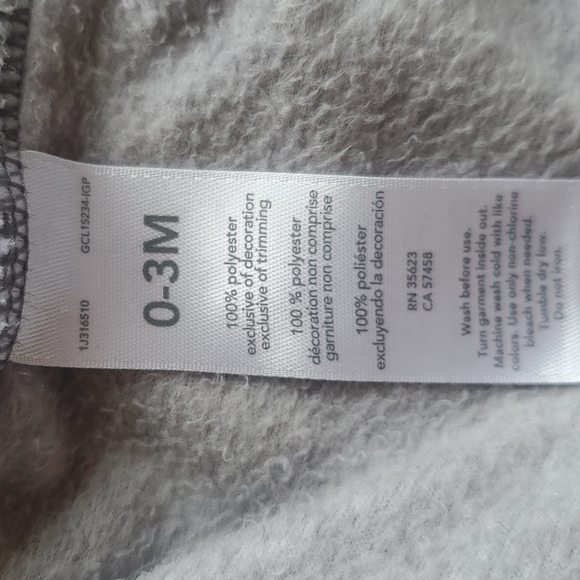 1J316510 GCL15234-IGP
0-3M
100% polyester
exclusive of decoration
exclusive of trimming
100 % polyester
décoration non comprise
garniture non comprise
100% poliéster
excluyendo la decoración
RN 35623
CA 57458
Wash before use.
Turn garment inside out.
Machine wash cold with like
colors. Use only non-chlorine
bleach when needed.
Tumble dry low.
Do not iron.